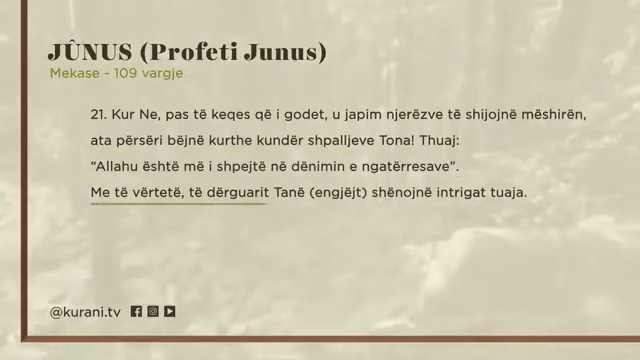 JÛNUS (Profeti Junus)
Mekase - 109 vargje
21. Kur Ne, pas të keqes që i godet, u japim njerëzve të shijojnë mëshirën,
ata përsëri bëjnë kurthe kundër shpalljeve Tona! Thuaj:
“Allahu është më i shpejtë në dënimin e ngatërresave”.
Me të vërtetë, të dërguarit Tanë (engjëjt) shënojnë intrigat tuaja.
@kurani.tv